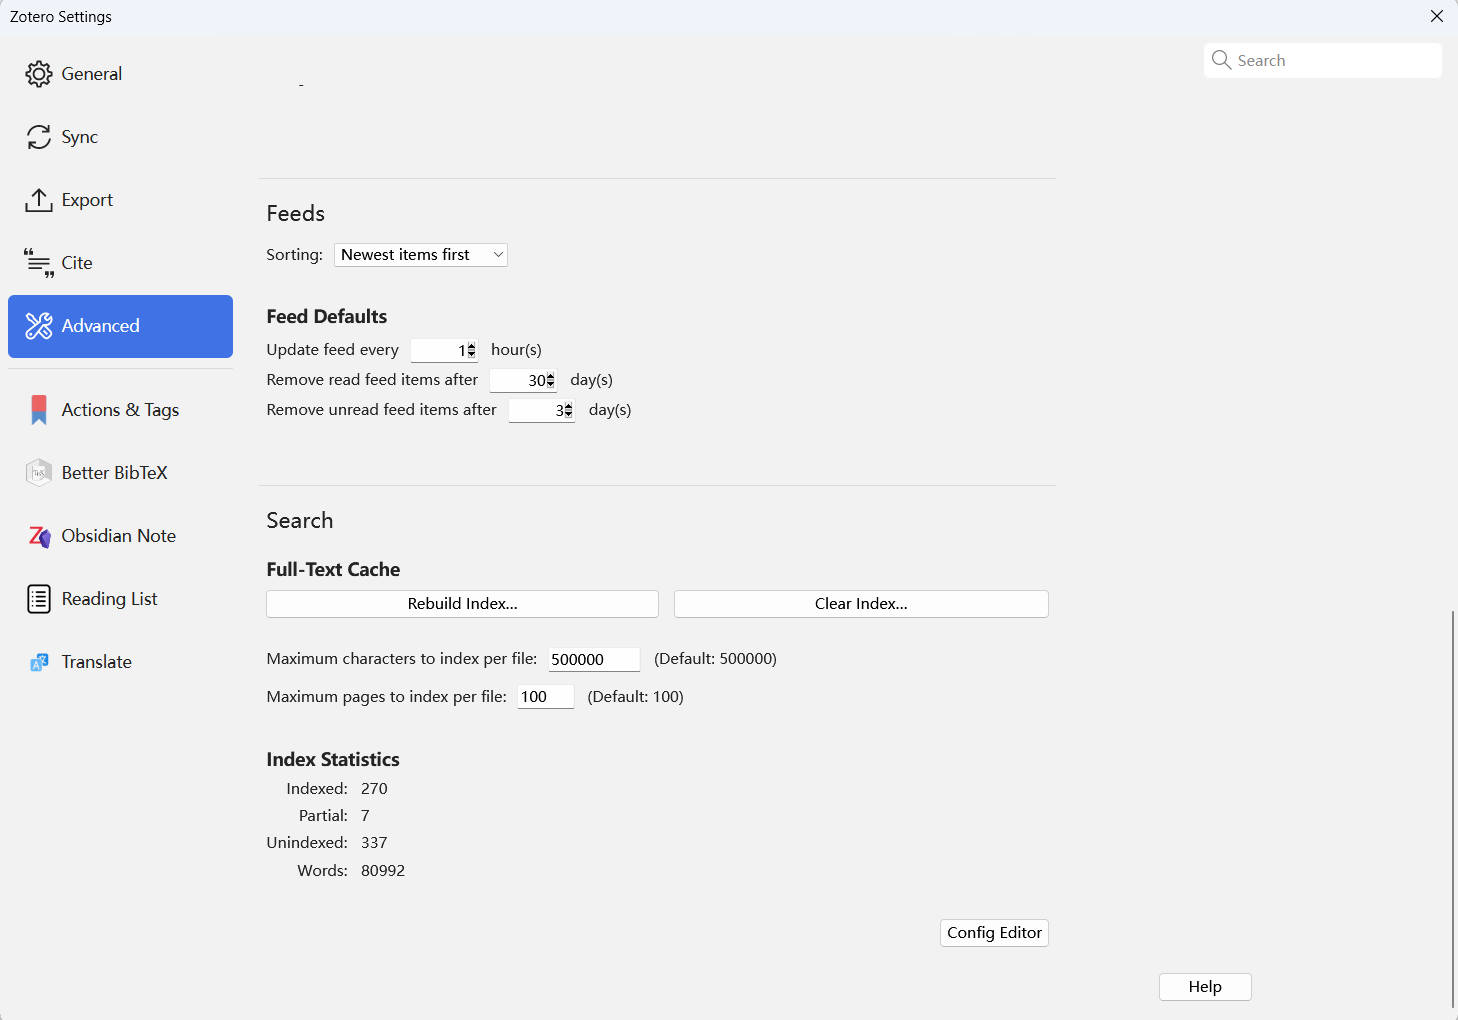 Zotero Settings
General
Search
Sync
Export
Cite
Advanced
Actions & Tags
Better BibTeX
Obsidian Note
Reading List
Translate
Feeds
Sorting: Newest items first
Feed Defaults
Update feed every 1 hour(s)
Remove read feed items after 30 day(s)
Remove unread feed items after 3 day(s)
Search
Full-Text Cache
Rebuild Index... Clear Index...
Maximum characters to index per file: 500000 (Default: 500000)
Maximum pages to index per file: 100 (Default: 100)
Index Statistics
Indexed: 270
Partial: 7
Unindexed: 337
Words: 80992
Config Editor
Help